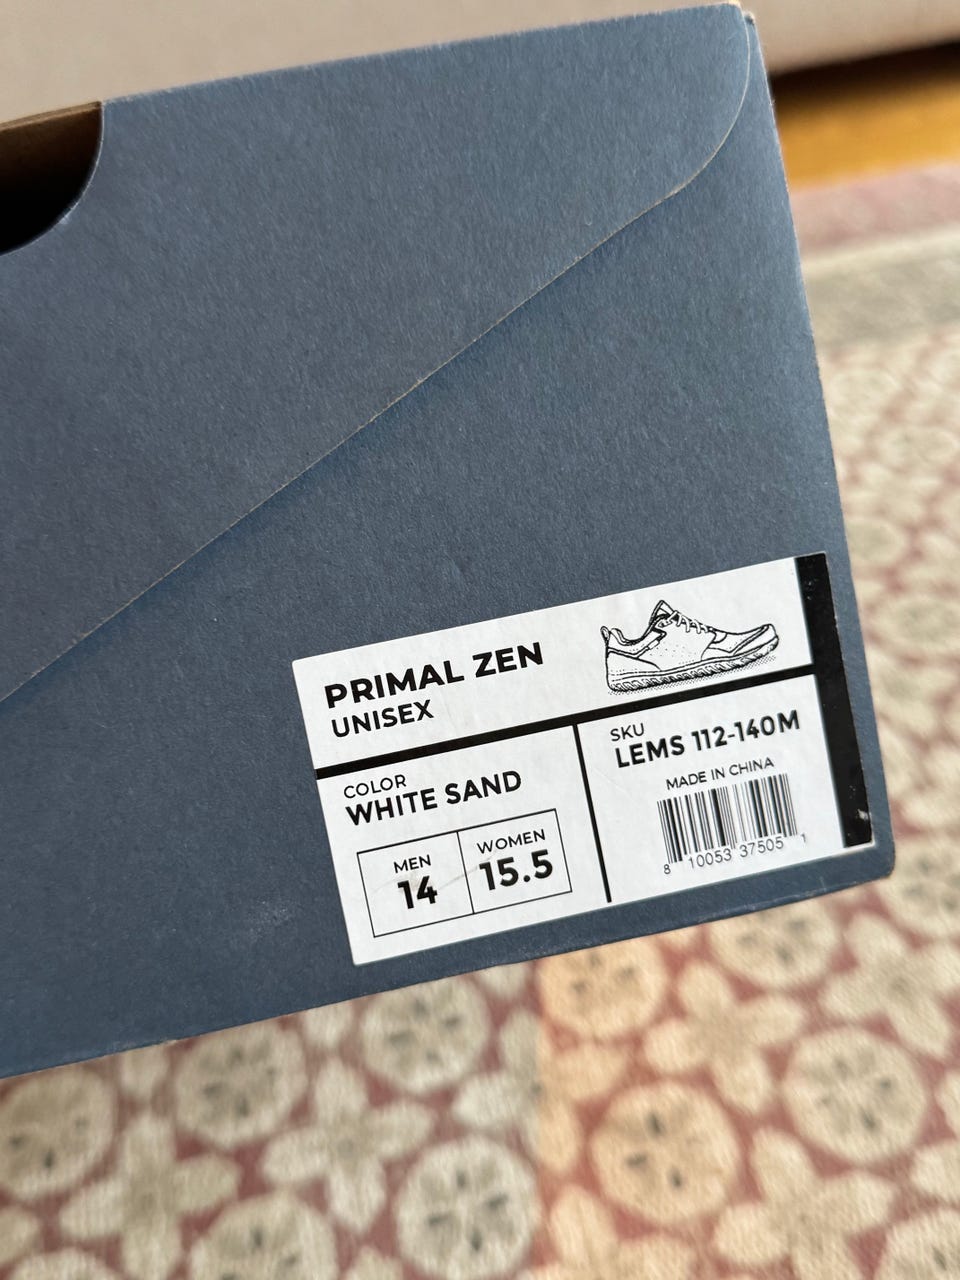 PRIMAL ZEN
UNISEX
COLOR
WHITE SAND
MEN
14
WOMEN
15.5
SKU
LEMS 112-140M
MADE IN CHINA
8 10053 37505 1